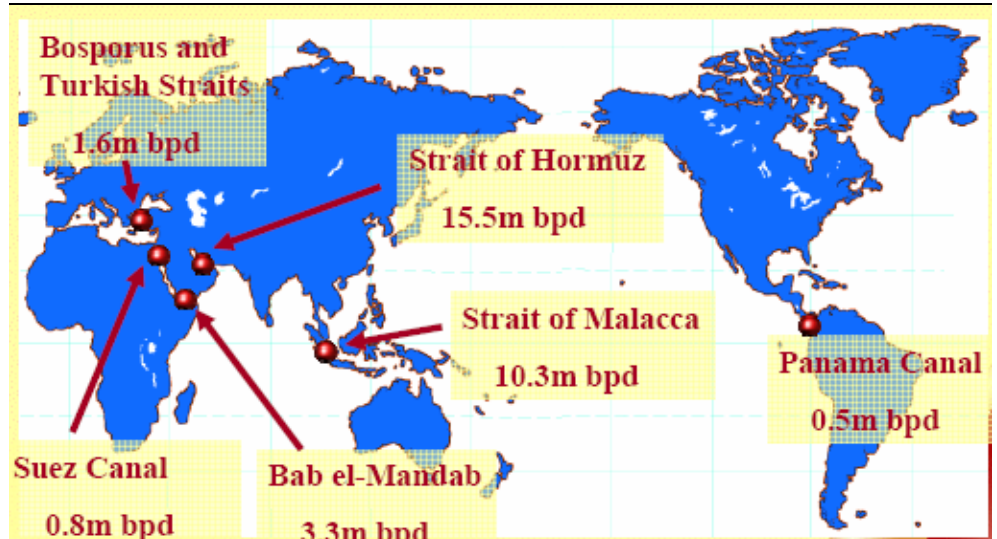 Bosporus and
Turkish Straits
1.6m bpd
Strait of Hormuz
15.5m bpd
Strait of Malacca
10.3m bpd
Panama Canal
0.5m bpd
Suez Canal
0.8m bpd
Bab el-Mandab
3.3m bpd